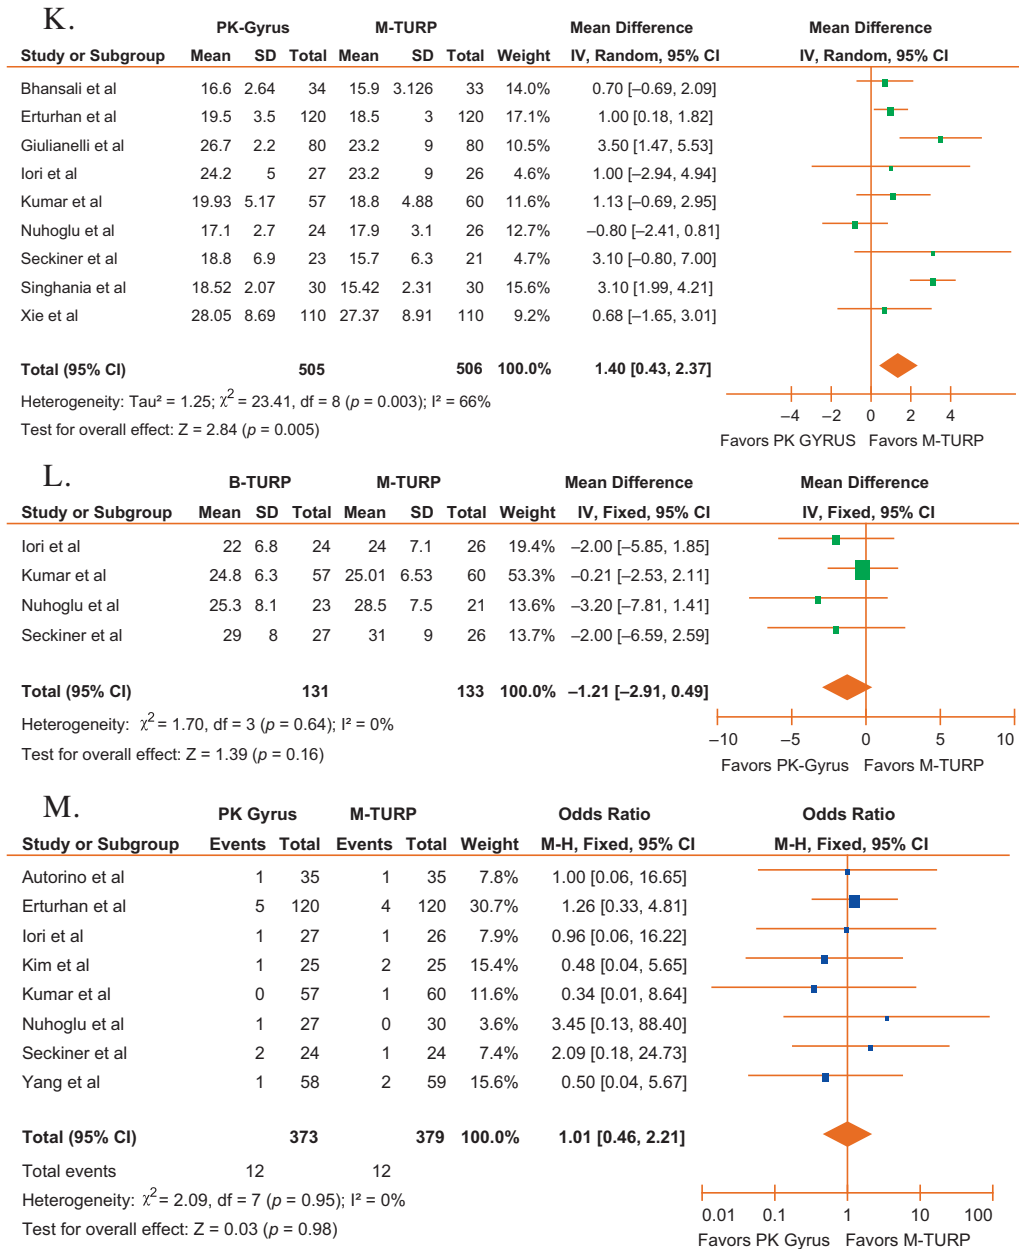 K.
PK-Gyrus M-TURP Mean Difference Mean Difference
Study or Subgroup Mean SD Total Mean SD Total Weight IV, Random, 95% CI IV, Random, 95% CI
Bhansali et al 16.6 2.64 34 15.9 3.126 33 14.0% 0.70 [–0.69, 2.09]
Erturhan et al 19.5 3.5 120 18.5 3 120 17.1% 1.00 [0.18, 1.82]
Giulianelli et al 26.7 2.2 80 23.2 9 80 10.5% 3.50 [1.47, 5.53]
Iori et al 24.2 5 27 23.2 9 26 4.6% 1.00 [–2.94, 4.94]
Kumar et al 19.93 5.17 57 18.8 4.88 60 11.6% 1.13 [–0.69, 2.95]
Nuhoglu et al 17.1 2.7 24 17.9 3.1 26 12.7% –0.80 [–2.41, 0.81]
Seckiner et al 18.8 6.9 23 15.7 6.3 21 4.7% 3.10 [–0.80, 7.00]
Singhania et al 18.52 2.07 30 15.42 2.31 30 15.6% 3.10 [1.99, 4.21]
Xie et al 28.05 8.69 110 27.37 8.91 110 9.2% 0.68 [–1.65, 3.01]
Total (95% CI) 505 506 100.0% 1.40 [0.43, 2.37]
Heterogeneity: Tau² = 1.25; χ² = 23.41, df = 8 (p = 0.003); I² = 66%
Test for overall effect: Z = 2.84 (p = 0.005)
–4 –2 0 2 4
Favors PK GYRUS Favors M-TURP
L.
B-TURP M-TURP Mean Difference Mean Difference
Study or Subgroup Mean SD Total Mean SD Total Weight IV, Fixed, 95% CI IV, Fixed, 95% CI
Iori et al 22 6.8 24 24 7.1 26 19.4% –2.00 [–5.85, 1.85]
Kumar et al 24.8 6.3 57 25.01 6.53 60 53.3% –0.21 [–2.53, 2.11]
Nuhoglu et al 25.3 8.1 23 28.5 7.5 21 13.6% –3.20 [–7.81, 1.41]
Seckiner et al 29 8 27 31 9 26 13.7% –2.00 [–6.59, 2.59]
Total (95% CI) 131 133 100.0% –1.21 [–2.91, 0.49]
Heterogeneity: χ² = 1.70, df = 3 (p = 0.64); I² = 0%
Test for overall effect: Z = 1.39 (p = 0.16)
–10 –5 0 5 10
Favors PK-Gyrus Favors M-TURP
M.
PK Gyrus M-TURP Odds Ratio Odds Ratio
Study or Subgroup Events Total Events Total Weight M-H, Fixed, 95% CI M-H, Fixed, 95% CI
Autorino et al 1 35 1 35 7.8% 1.00 [0.06, 16.65]
Erturhan et al 5 120 4 120 30.7% 1.26 [0.33, 4.81]
Iori et al 1 27 1 26 7.9% 0.96 [0.06, 16.22]
Kim et al 1 25 2 25 15.4% 0.48 [0.04, 5.65]
Kumar et al 0 57 1 60 11.6% 0.34 [0.01, 8.64]
Nuhoglu et al 1 27 0 30 3.6% 3.45 [0.13, 88.40]
Seckiner et al 2 24 1 24 7.4% 2.09 [0.18, 24.73]
Yang et al 1 58 2 59 15.6% 0.50 [0.04, 5.67]
Total (95% CI) 373 379 100.0% 1.01 [0.46, 2.21]
Total events 12 12
Heterogeneity: χ² = 2.09, df = 7 (p = 0.95); I² = 0%
Test for overall effect: Z = 0.03 (p = 0.98)
0.01 0.1 1 10 100
Favors PK Gyrus Favors M-TURP